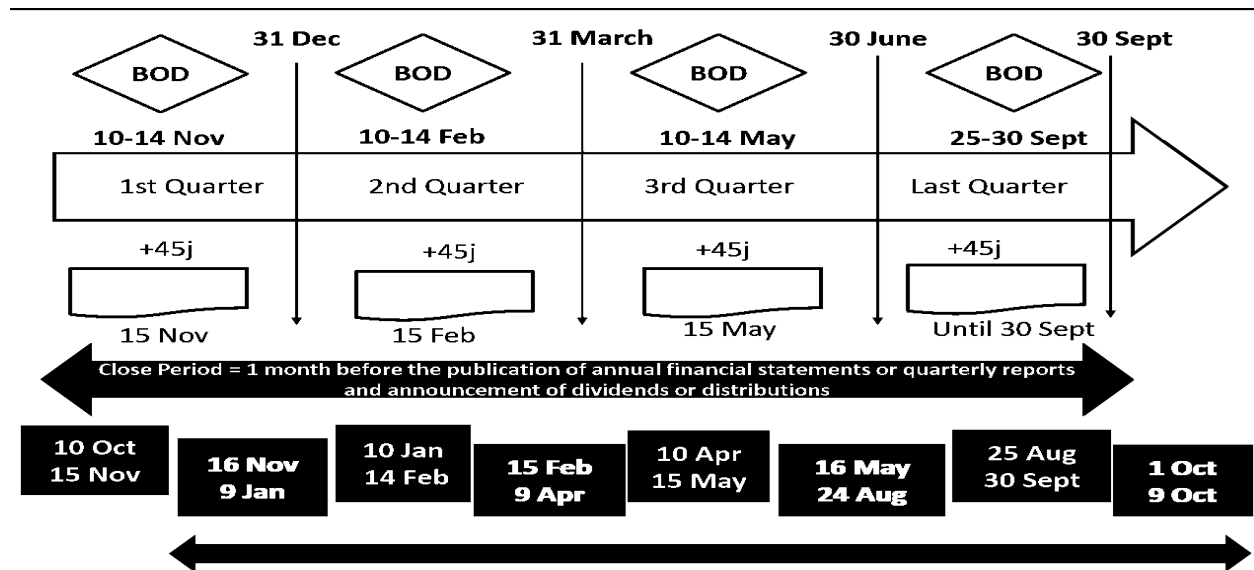 31 Dec
31 March
30 June
30 Sept
BOD
BOD
BOD
BOD
10-14 Nov
10-14 Feb
10-14 May
25-30 Sept
1st Quarter
2nd Quarter
3rd Quarter
Last Quarter
+45j
+45j
+45j
+45j
15 Nov
15 Feb
15 May
Until 30 Sept
Close Period = 1 month before the publication of annual financial statements or quarterly reports
and announcement of dividends or distributions
10 Oct
15 Nov
16 Nov
9 Jan
10 Jan
14 Feb
15 Feb
9 Apr
10 Apr
15 May
16 May
24 Aug
25 Aug
30 Sept
1 Oct
9 Oct